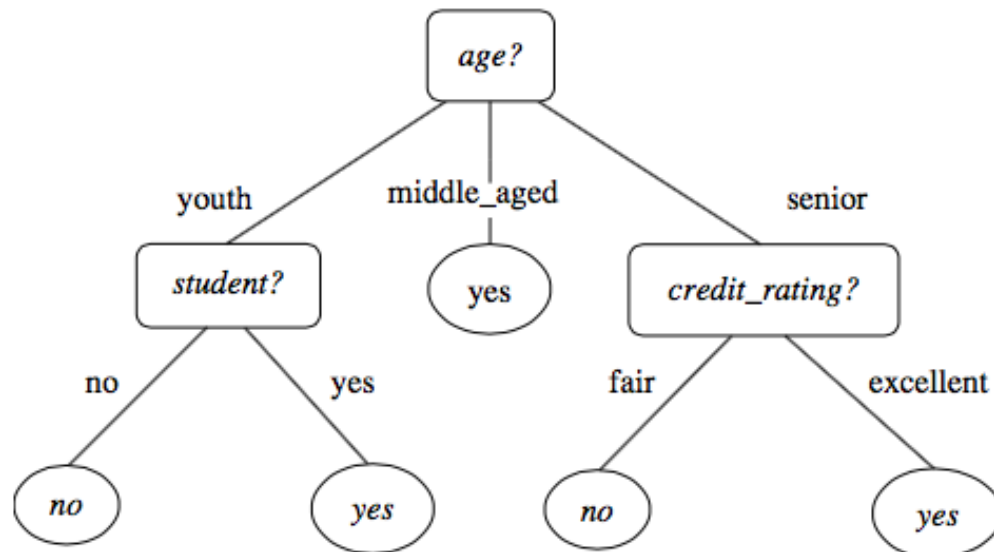 age?
youth
middle_aged
senior
student?
yes
credit_rating?
no
yes
fair
excellent
no
yes
no
yes